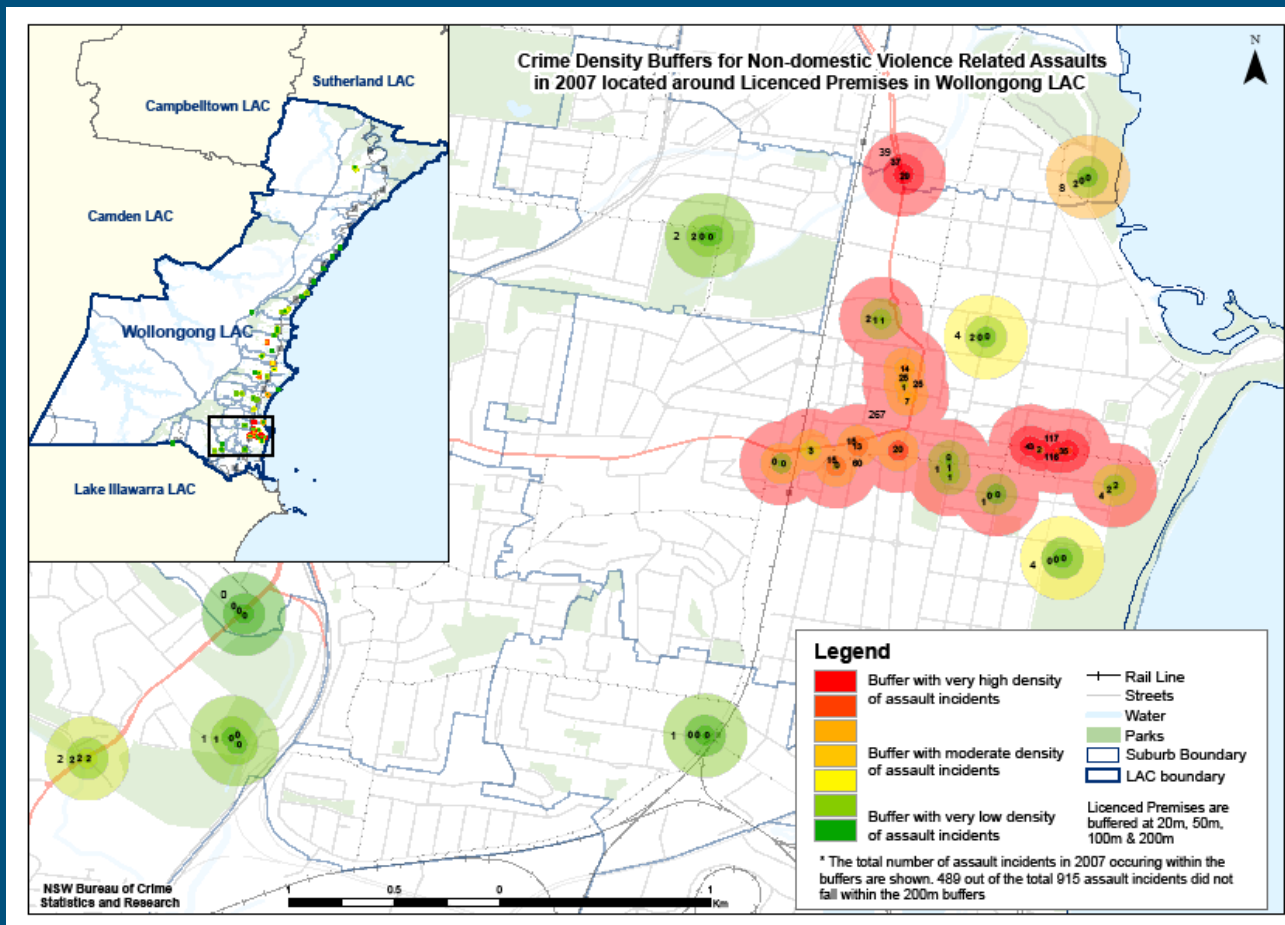 Crime Density Buffers for Non-domestic Violence Related Assaults
in 2007 located around Licenced Premises in Wollongong LAC
N
Sutherland LAC
Campbelltown LAC
Camden LAC
Wollongong LAC
Lake Illawarra LAC
39
37
29
8
2 0 0
2
2 0 0
2 1 1
4
2 0 0
14
25
25
1
7
267
0 0
3
15
13
15
0
60
20
0
1
1
1
1 0 0
117
43
2
35
116
4 2 2
4
0 0 0
0
0 0 0
1
1
0 0
0
2
2 2 2
1
0 0 0
Legend
Buffer with very high density
of assault incidents
Buffer with moderate density
of assault incidents
Buffer with very low density
of assault incidents
Rail Line
Streets
Water
Parks
Suburb Boundary
LAC boundary
Licenced Premises are
buffered at 20m, 50m,
100m & 200m
* The total number of assault incidents in 2007 occuring within the
buffers are shown. 489 out of the total 915 assault incidents did not
fall within the 200m buffers
NSW Bureau of Crime
Statistics and Research
1
0.5
0
1
Km